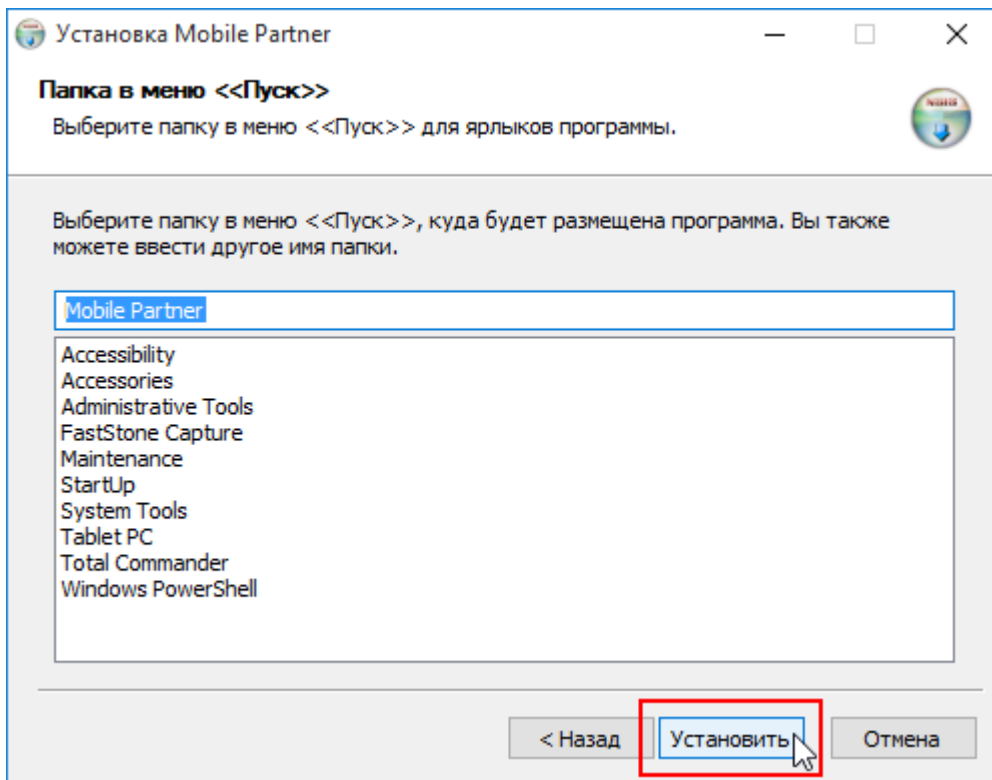 Установка Mobile Partner
Папка в меню <<Пуск>>
Выберите папку в меню <<Пуск>> для ярлыков программы.
Выберите папку в меню <<Пуск>>, куда будет размещена программа. Вы также
можете ввести другое имя папки.
Mobile Partner
Accessibility
Accessories
Administrative Tools
FastStone Capture
Maintenance
StartUp
System Tools
Tablet PC
Total Commander
Windows PowerShell
< Назад
Установить
Отмена